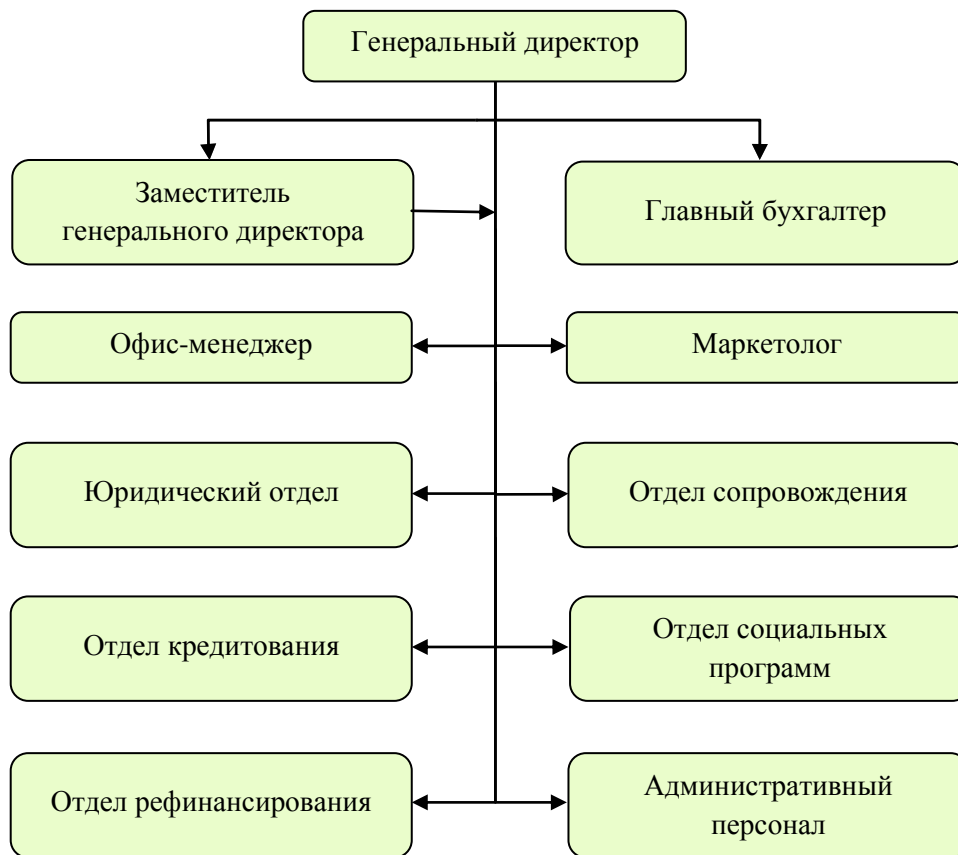 Генеральный директор
Заместитель
генерального директора
Главный бухгалтер
Офис-менеджер
Маркетолог
Юридический отдел
Отдел сопровождения
Отдел кредитования
Отдел социальных
программ
Отдел рефинансирования
Административный
персонал